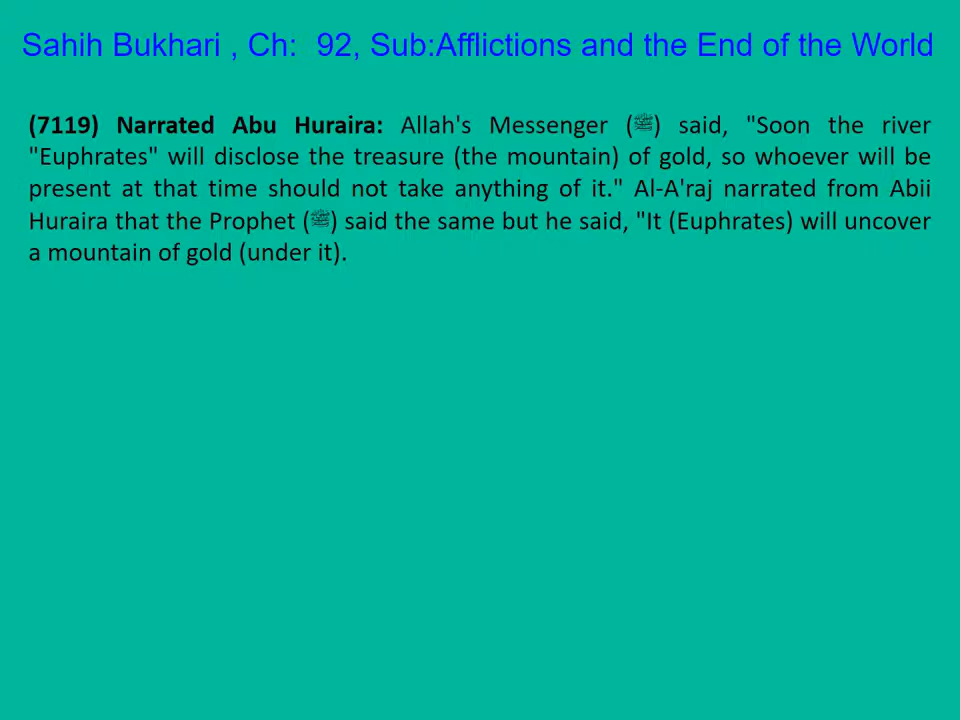 Sahih Bukhari , Ch:  92, Sub:Afflictions and the End of the World
(7119) Narrated Abu Huraira: Allah's Messenger (ﷺ) said, "Soon the river
"Euphrates" will disclose the treasure (the mountain) of gold, so whoever will be
present at that time should not take anything of it." Al-A'raj narrated from Abii
Huraira that the Prophet (ﷺ) said the same but he said, "It (Euphrates) will uncover
a mountain of gold (under it).